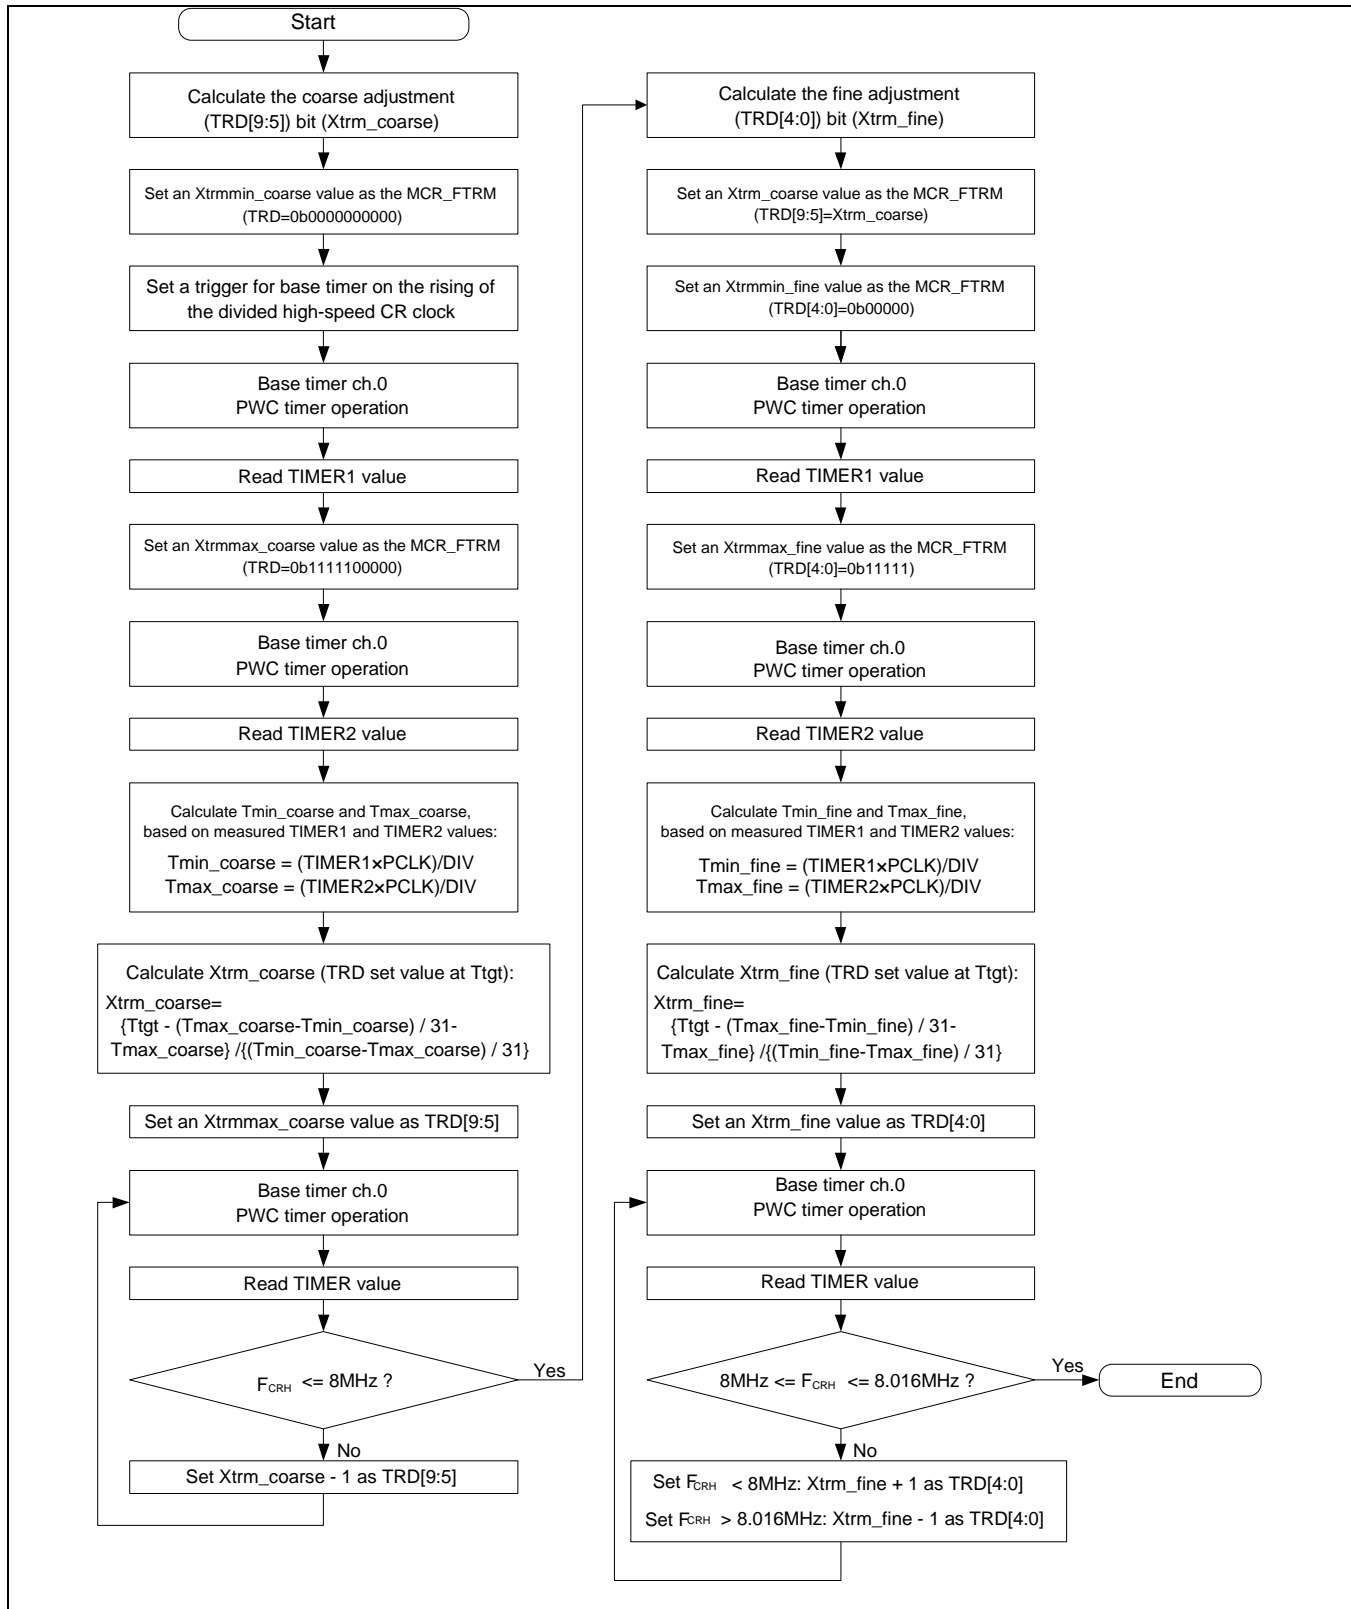 Start
Calculate the coarse adjustment
(TRD[9:5]) bit (Xtrm_coarse)
Set an Xtrmmin_coarse value as the MCR_FTRM
(TRD=0b0000000000)
Set a trigger for base timer on the rising of
the divided high-speed CR clock
Base timer ch.0
PWC timer operation
Read TIMER1 value
Set an Xtrmmax_coarse value as the MCR_FTRM
(TRD=0b1111100000)
Base timer ch.0
PWC timer operation
Read TIMER2 value
Calculate Tmin_coarse and Tmax_coarse,
based on measured TIMER1 and TIMER2 values:
Tmin_coarse = (TIMER1×PCLK)/DIV
Tmax_coarse = (TIMER2×PCLK)/DIV
Calculate Xtrm_coarse (TRD set value at Ttgt):
Xtrm_coarse=
{Ttgt - (Tmax_coarse-Tmin_coarse) / 31-
Tmax_coarse} /{(Tmin_coarse-Tmax_coarse) / 31}
Set an Xtrmmax_coarse value as TRD[9:5]
Base timer ch.0
PWC timer operation
Read TIMER value
FCRH <= 8MHz ?
Yes
No
Set Xtrm_coarse - 1 as TRD[9:5]
Calculate the fine adjustment
(TRD[4:0]) bit (Xtrm_fine)
Set an Xtrm_coarse value as the MCR_FTRM
(TRD[9:5]=Xtrm_coarse)
Set an Xtrmmin_fine value as the MCR_FTRM
(TRD[4:0]=0b00000)
Base timer ch.0
PWC timer operation
Read TIMER1 value
Set an Xtrmmax_fine value as the MCR_FTRM
(TRD[4:0]=0b11111)
Base timer ch.0
PWC timer operation
Read TIMER2 value
Calculate Tmin_fine and Tmax_fine,
based on measured TIMER1 and TIMER2 values:
Tmin_fine = (TIMER1×PCLK)/DIV
Tmax_fine = (TIMER2×PCLK)/DIV
Calculate Xtrm_fine (TRD set value at Ttgt):
Xtrm_fine=
{Ttgt - (Tmax_fine-Tmin_fine) / 31-
Tmax_fine} /{(Tmin_fine-Tmax_fine) / 31}
Set an Xtrm_fine value as TRD[4:0]
Base timer ch.0
PWC timer operation
Read TIMER value
8MHz <= FCRH <= 8.016MHz ?
Yes
End
No
Set FCRH < 8MHz: Xtrm_fine + 1 as TRD[4:0]
Set FCRH > 8.016MHz: Xtrm_fine - 1 as TRD[4:0]